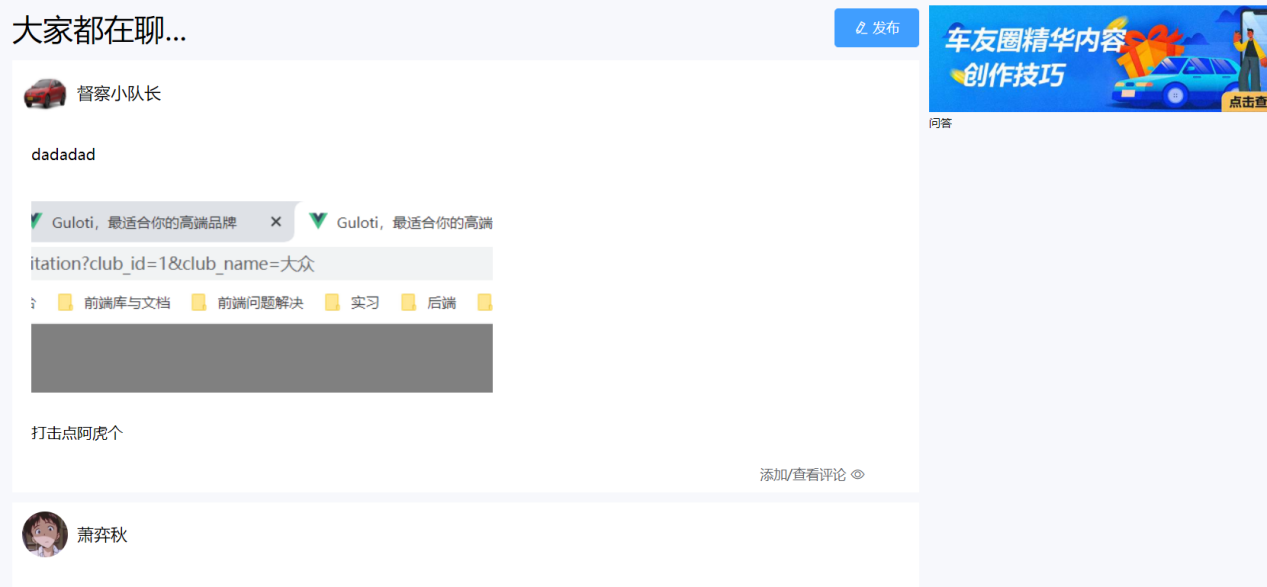 大家都在聊...
发布
督察小队长
dadadad
Guloti，最适合你的高端品牌
Guloti，最适合你的高端
itation?club_id=1&club_name=大众
前端库与文档
前端问题解决
实习
后端
打击点阿虎个
添加/查看评论
萧弈秋
车友圈精华内容
创作技巧
点击查
问答